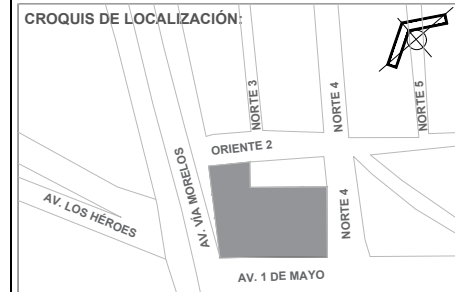 CROQUIS DE LOCALIZACIÓN:
NORTE 3
NORTE 4
NORTE 5
ORIENTE 2
AV. VIA MORELOS
AV. LOS HÉROES
NORTE 4
AV. 1 DE MAYO